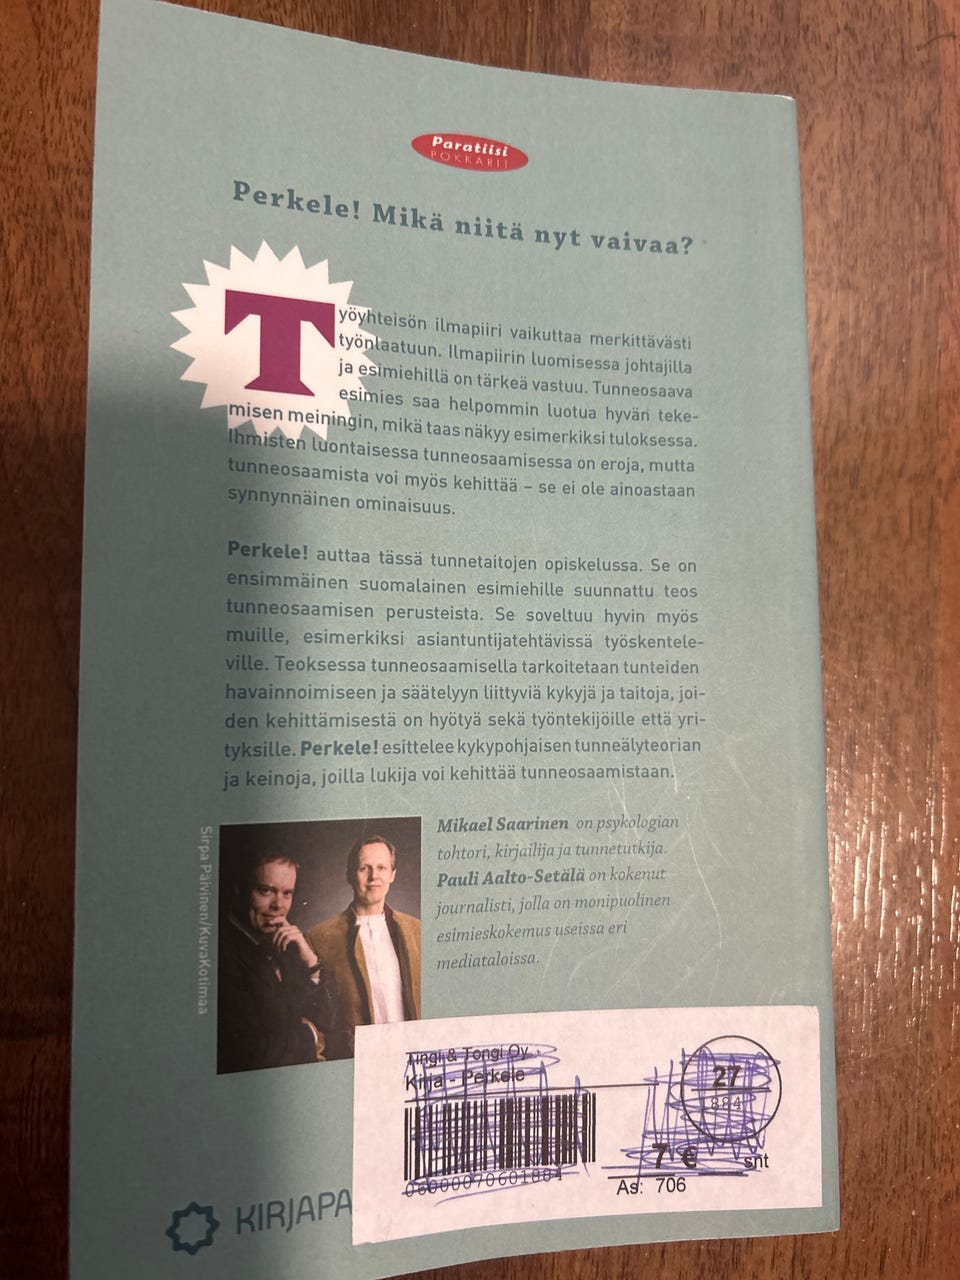 Paratiisi
POKKARIT
Perkele! Mikä niitä nyt vaivaa?
Työyhteisön ilmapiiri vaikuttaa merkittävästi
työnlaatuun. Ilmapiirin luomisessa johtajilla
ja esimiehillä on tärkeä vastuu. Tunneosaava
esimies saa helpommin luotua hyvän teke-
misen meiningin, mikä taas näkyy esimerkiksi tuloksessa.
Ihmisten luontaisessa tunneosaamisessa on eroja, mutta
tunneosaamista voi myös kehittää – se ei ole ainoastaan
synnynnäinen ominaisuus.
Perkele! auttaa tässä tunnetaitojen opiskelussa. Se on
ensimmäinen suomalainen esimiehille suunnattu teos
tunneosaamisen perusteista. Se soveltuu hyvin myös
muille, esimerkiksi asiantuntijatehtävissä työskentele-
ville. Teoksessa tunneosaamisella tarkoitetaan tunteiden
havainnoimiseen ja säätelyyn liittyviä kykyjä ja taitoja, joi-
den kehittämisestä on hyötyä sekä työntekijöille että yri-
tyksille. Perkele! esittelee kykypohjaisen tunneälyteorian
ja keinoja, joilla lukija voi kehittää tunneosaamistaan.
Sirpa Päivinen/KuvaKotimaa
Mikael Saarinen on psykologian
tohtori, kirjailija ja tunnetutkija.
Pauli Aalto-Setälä on kokenut
journalisti, jolla on monipuolinen
esimieskokemus useissa eri
mediataloissa.
Tingi & Tongi Oy
Kirja - Perkele
27
884
06000070601884
7 € snt
As: 706
KIRJAPA